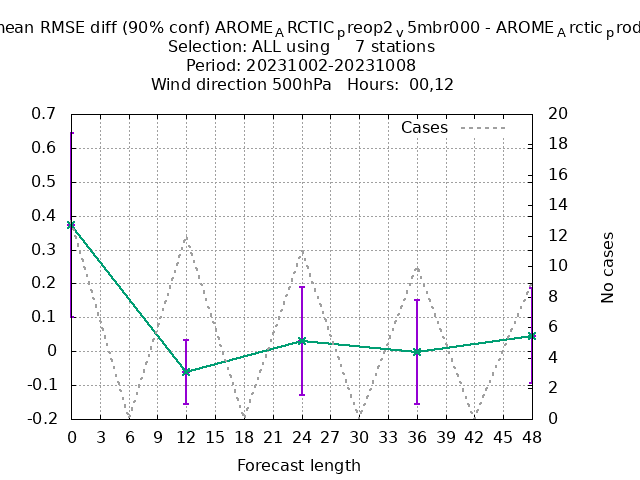 mean RMSE diff (90% conf) AROME_ARCTIC_preop2_v5mbr000 - AROME_Arctic_prod
Selection: ALL using 7 stations
Period: 20231002-20231008
Wind direction 500hPa Hours: 00,12
Cases
0.7
0.6
0.5
0.4
0.3
0.2
0.1
0
-0.1
-0.2
20
18
16
14
12
10
8
6
4
2
0
No cases
0 3 6 9 12 15 18 21 24 27 30 33 36 39 42 45 48
Forecast length